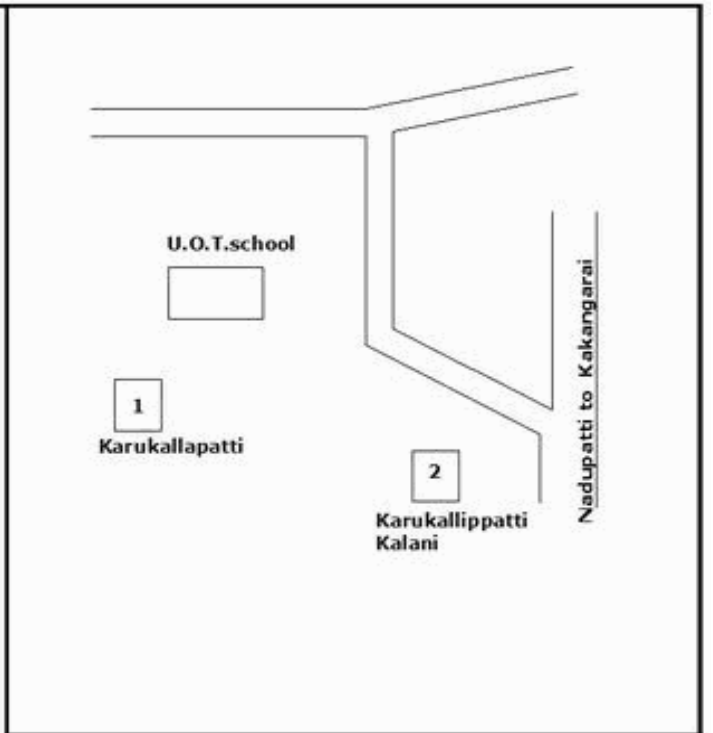 U.O.T.school
1
Karukallapatti
2
Karukallippatti
Kalani
Nadupatti to Kakangarai